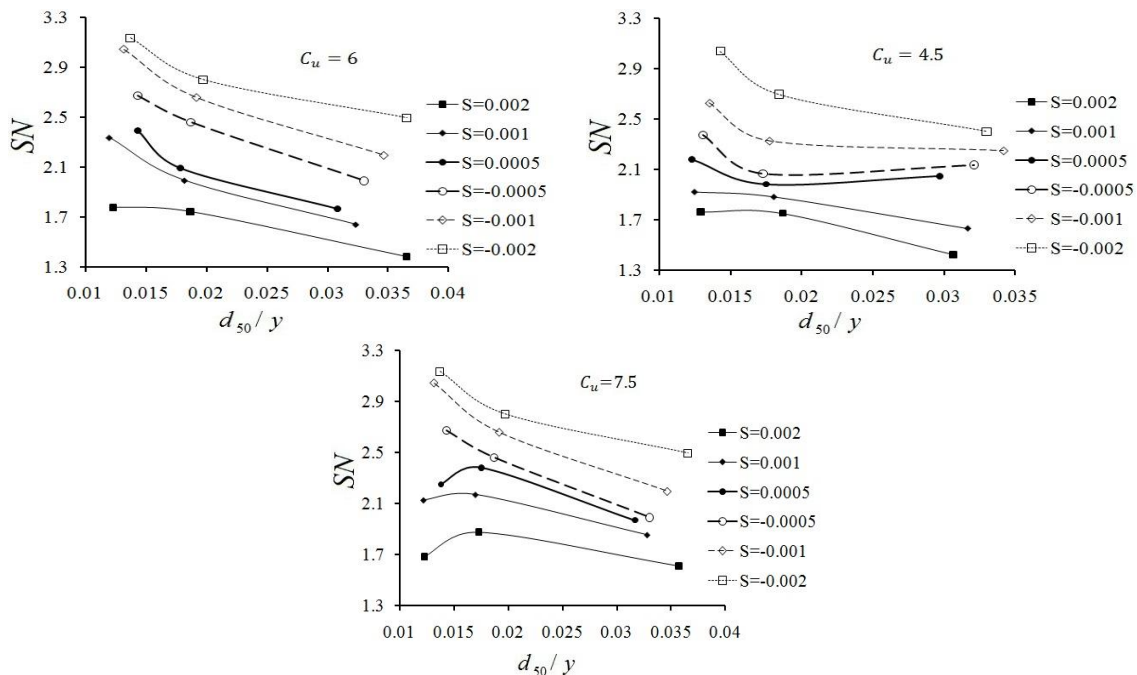 3.3
2.9
2.5
2.1
1.7
1.3
SN
C_u = 6
S=0.002
S=0.001
S=0.0005
S=-0.0005
S=-0.001
S=-0.002
0.01 0.015 0.02 0.025 0.03 0.035 0.04
d_50 / y
3.3
2.9
2.5
2.1
1.7
1.3
SN
C_u = 4.5
S=0.002
S=0.001
S=0.0005
S=-0.0005
S=-0.001
S=-0.002
0.01 0.015 0.02 0.025 0.03 0.035
d_50 / y
3.3
2.9
2.5
2.1
1.7
1.3
SN
C_u=7.5
S=0.002
S=0.001
S=0.0005
S=-0.0005
S=-0.001
S=-0.002
0.01 0.015 0.02 0.025 0.03 0.035 0.04
d_50 / y